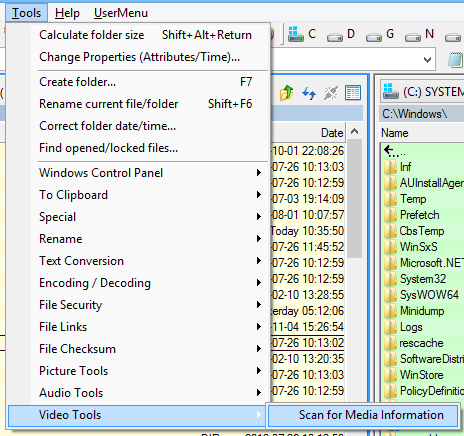 Tools Help UserMenu
Calculate folder size Shift+Alt+Return
Change Properties (Attributes/Time)...
Create folder... F7
Rename current file/folder Shift+F6
Correct folder date/time...
Find opened/locked files...
Windows Control Panel
To Clipboard
Special
Rename
Text Conversion
Encoding / Decoding
File Security
File Links
File Checksum
Picture Tools
Audio Tools
Video Tools
Scan for Media Information
C D G N
Date
-10-01 22:08:26
-07-26 10:13:03
-07-26 10:12:59
-07-03 19:14:09
-08-01 10:07:57
Today 10:35:50
-07-26 11:45:52
-07-26 10:12:59
-07-26 10:12:59
-02-10 13:28:55
sterday 05:12:06
-11-04 15:26:54
-07-26 10:13:02
-02-10 13:20:35
-07-26 10:12:59
-07-26 10:12:59
(C:) SYSTEM
C:\Windows\
Name
..
Inf
AUInstallAgen
Temp
Prefetch
CbsTemp
WinSxS
Microsoft.NET
System32
SysWOW64
Minidump
Logs
rescache
SoftwareDistri
WinStore
PolicyDefinition